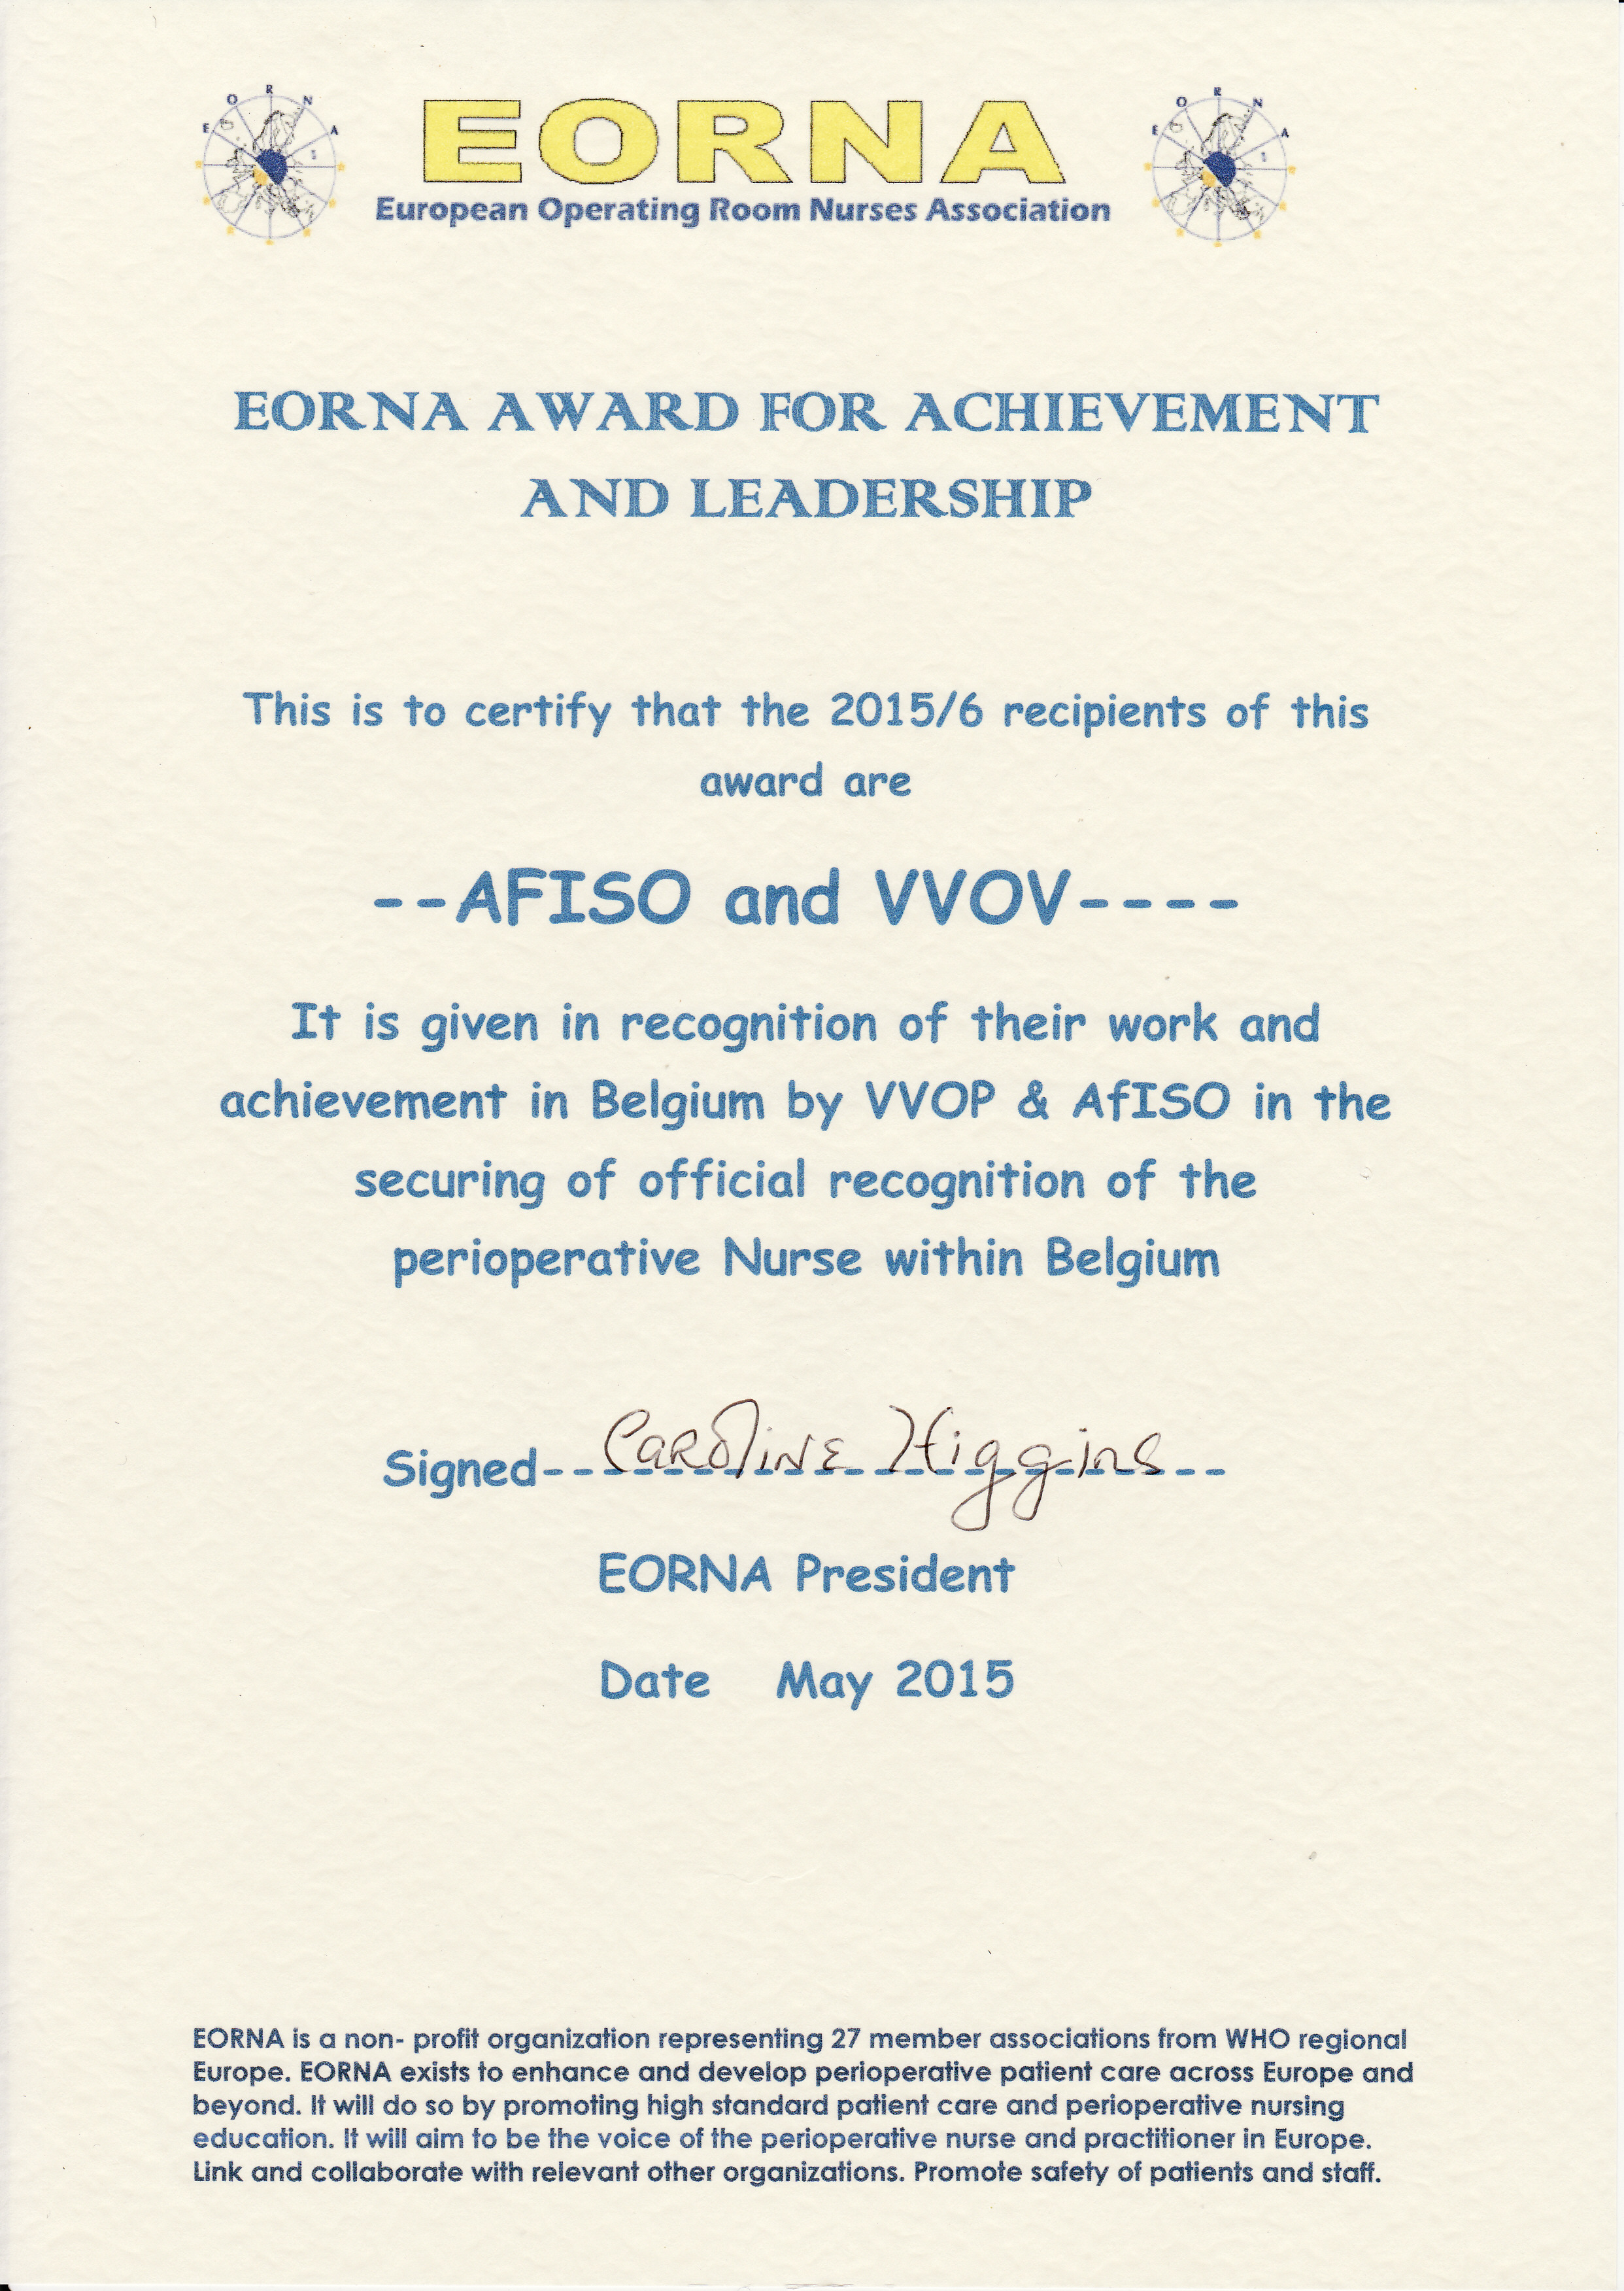 E O R N A
EORNA
European Operating Room Nurses Association
E O R N A
EORNA AWARD FOR ACHIEVEMENT
AND LEADERSHIP
This is to certify that the 2015/6 recipients of this
award are
--AFISO and VVOV----
It is given in recognition of their work and
achievement in Belgium by VVOP & AfISO in the
securing of official recognition of the
perioperative Nurse within Belgium
Signed Caroline Higgins
EORNA President
Date May 2015
EORNA is a non- profit organization representing 27 member associations from WHO regional
Europe. EORNA exists to enhance and develop perioperative patient care across Europe and
beyond. It will do so by promoting high standard patient care and perioperative nursing
education. It will aim to be the voice of the perioperative nurse and practitioner in Europe.
Link and collaborate with relevant other organizations. Promote safety of patients and staff.